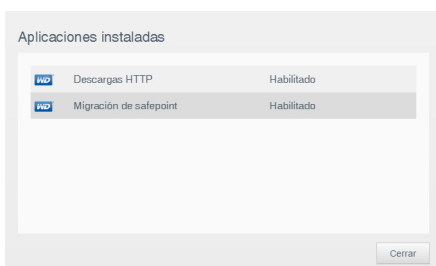 Aplicaciones instaladas
WD Descargas HTTP Habilitado
WD Migración de safepoint Habilitado
Cerrar